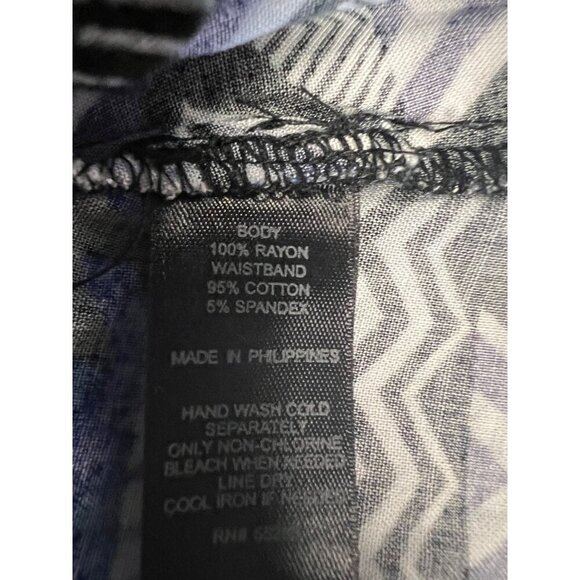 BODY
100% RAYON
WAISTBAND
95% COTTON
5% SPANDEX
MADE IN PHILIPPINES
HAND WASH COLD
SEPARATELY
ONLY NON-CHLORINE
BLEACH WHEN NEEDED
LINE DRY
COOL IRON IF NEEDED
RN#